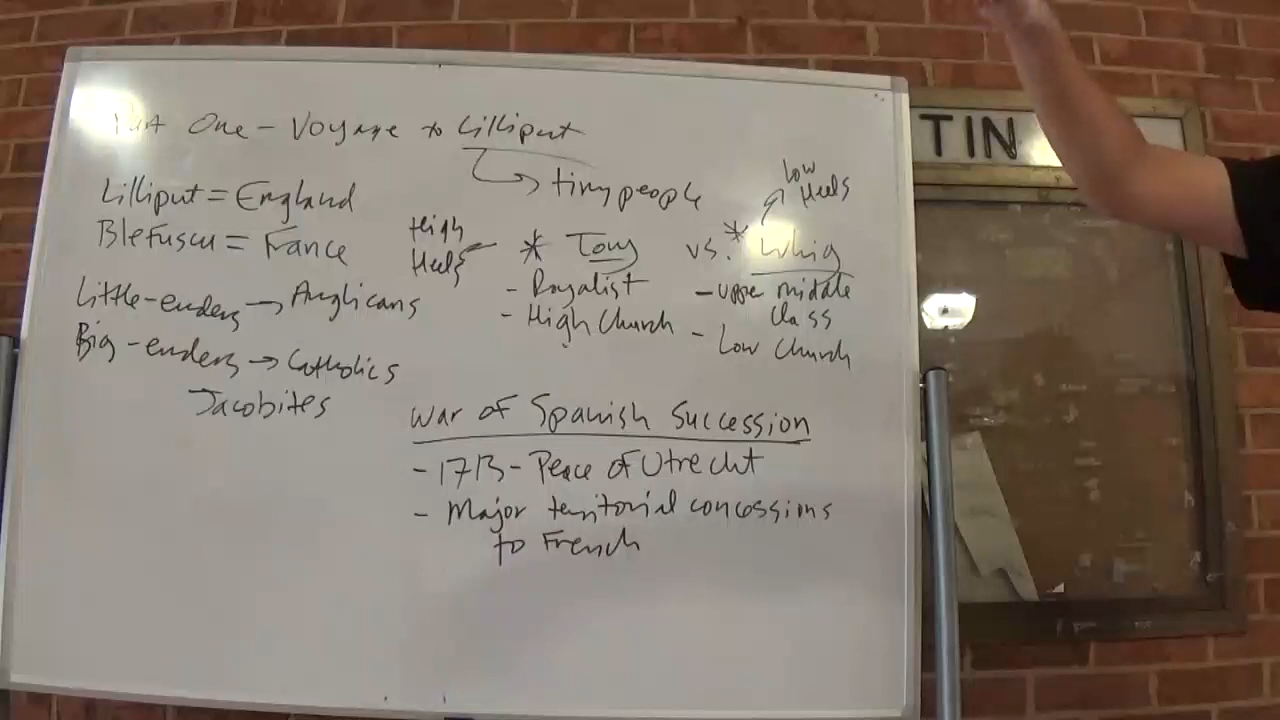 Part One - Voyage to Lilliput
tiny people
Lilliput = England
Blefuscu = France
Little-enders → Anglicans
Big-enders → Catholics
Jacobites
High
Heels
* Tory
- Royalist
- High Church
vs.
Low
Heels
* Whig
- upper middle
class
- Low Church
War of Spanish Succession
- 1713 - Peace of Utrecht
- Major territorial concessions
to French
TIN